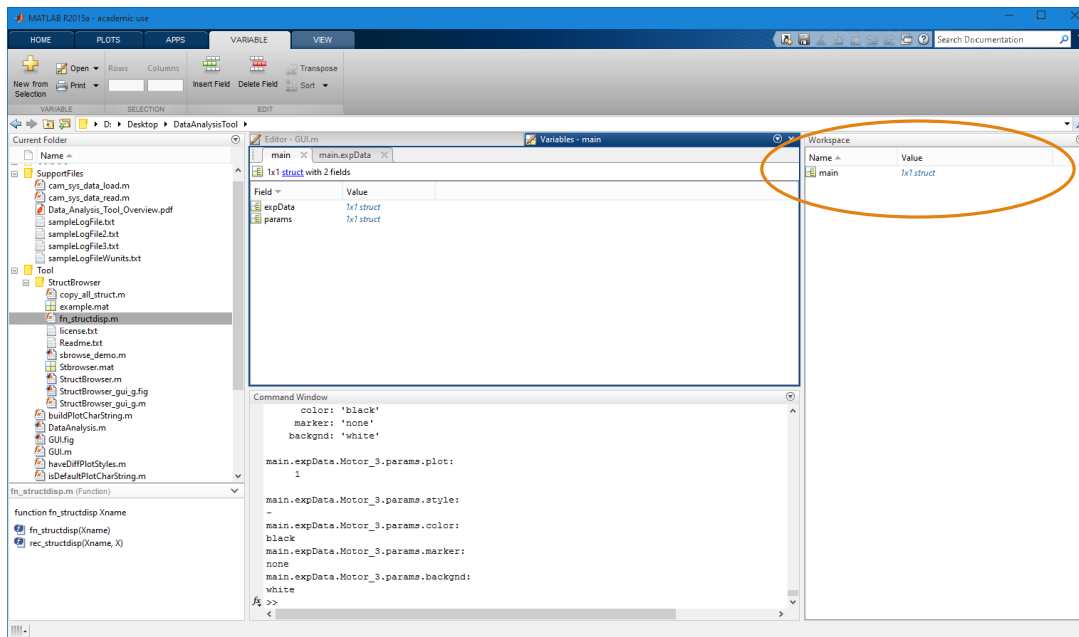 MATLAB R2015a - academic use
HOME PLOTS APPS VARIABLE VIEW
Search Documentation
New from Selection
Open
Print
Rows Columns
Insert Field Delete Field
Transpose
Sort
VARIABLE SELECTION EDIT
D: Desktop DataAnalysisTool
Current Folder
Name
SupportFiles
cam_sys_data_load.m
cam_sys_data_read.m
Data_Analysis_Tool_Overview.pdf
sampleLogFile.txt
sampleLogFile2.txt
sampleLogFile3.txt
sampleLogFileWunits.txt
Tool
StructBrowser
copy_all_struct.m
example.mat
fn_structdisp.m
license.txt
Readme.txt
sbrowse_demo.m
Stbrowser.mat
StructBrowser.m
StructBrowser_gui_g.fig
StructBrowser_gui_g.m
buildPlotCharString.m
DataAnalysis.m
GUI.fig
GUI.m
haveDiffPlotStyles.m
isDefaultPlotCharString.m
fn_structdisp.m (Function)
function fn_structdisp Xname
fn_structdisp(Xname)
rec_structdisp(Xname, X)
Editor - GUI.m
Variables - main
main main.expData
1x1 struct with 2 fields
Field Value
expData 1x1 struct
params 1x1 struct
Command Window
color: 'black'
marker: 'none'
backgnd: 'white'
main.expData.Motor_3.params.plot:
1
main.expData.Motor_3.params.style:
-
main.expData.Motor_3.params.color:
black
main.expData.Motor_3.params.marker:
none
main.expData.Motor_3.params.backgnd:
white
fx >>
Workspace
Name Value
main 1x1 struct